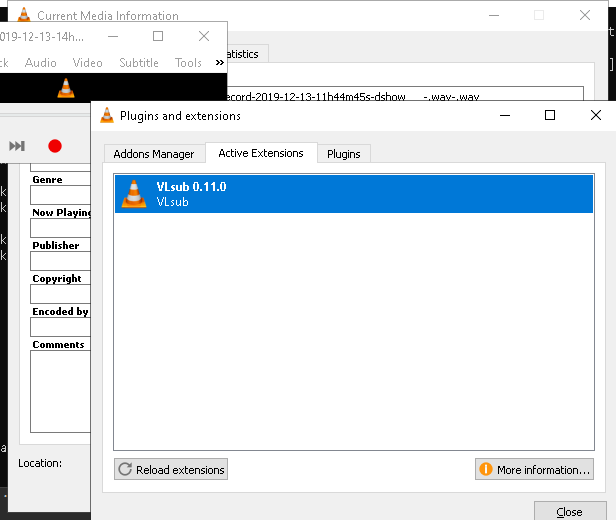 Current Media Information
2019-12-13-14h...
Audio Video Subtitle Tools »
atistics
ecord-2019-12-13-11h44m45s-dshow___-.wav-.wav
Plugins and extensions
Addons Manager Active Extensions Plugins
VLsub 0.11.0
VLsub
Genre
Now Playing
Publisher
Copyright
Encoded by
Comments
Location:
Reload extensions More information...
Close